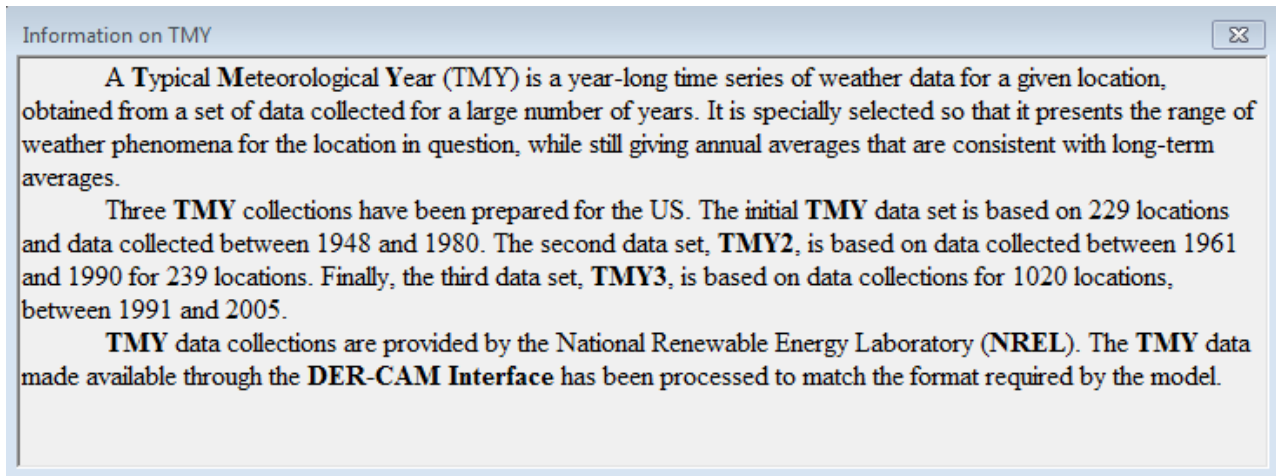 Information on TMY
A Typical Meteorological Year (TMY) is a year-long time series of weather data for a given location,
obtained from a set of data collected for a large number of years. It is specially selected so that it presents the range of
weather phenomena for the location in question, while still giving annual averages that are consistent with long-term
averages.
Three TMY collections have been prepared for the US. The initial TMY data set is based on 229 locations
and data collected between 1948 and 1980. The second data set, TMY2, is based on data collected between 1961
and 1990 for 239 locations. Finally, the third data set, TMY3, is based on data collections for 1020 locations,
between 1991 and 2005.
TMY data collections are provided by the National Renewable Energy Laboratory (NREL). The TMY data
made available through the DER-CAM Interface has been processed to match the format required by the model.